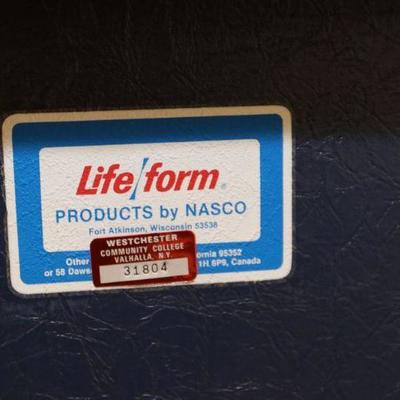 Life/form®
PRODUCTS by NASCO
Fort Atkinson, Wisconsin 53538
Other ornia 95352
or 58 Daws 1H 6P9, Canada
WESTCHESTER
COMMUNITY COLLEGE
VALHALLA, N.Y.
31804